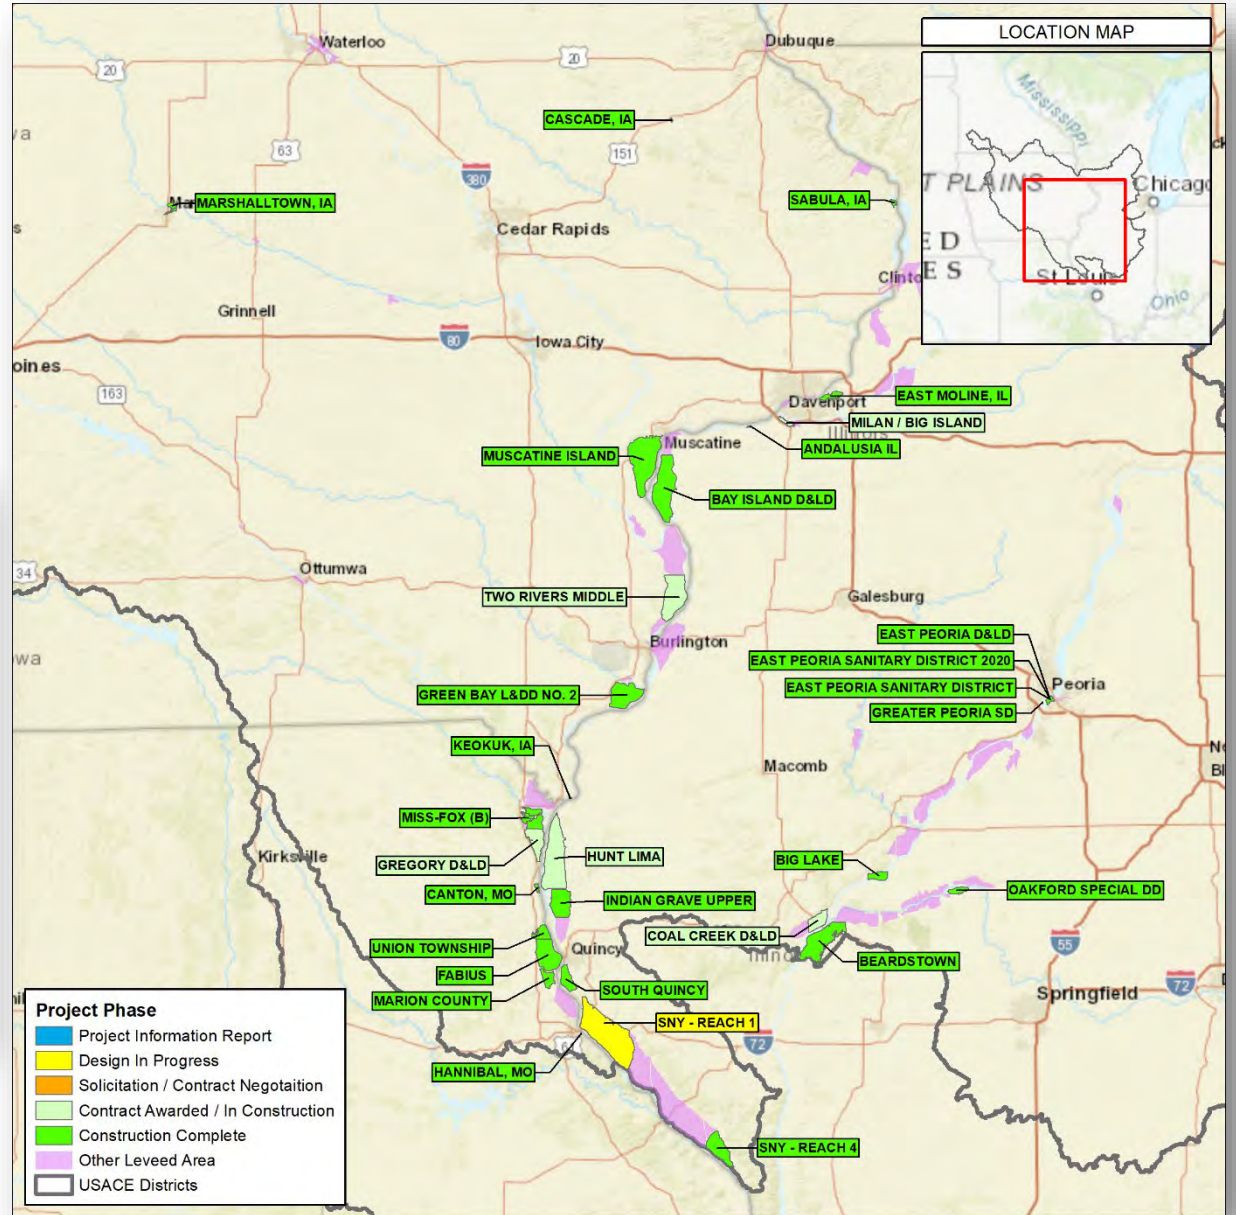 Waterloo
Dubuque
LOCATION MAP
20
20
Mississippi
CASCADE, IA
63
151
380
T PLAINS
Chicago
MARSHALLTOWN, IA
SABULA, IA
Cedar Rapids
ED
ES
St Louis
Ohio
Clinto
Grinnell
80
Iowa City
oines
163
Davenport
EAST MOLINE, IL
MILAN / BIG ISLAND
Illinois
Muscatine
ANDALUSIA IL
MUSCATINE ISLAND
BAY ISLAND D&LD
34
Ottumwa
TWO RIVERS MIDDLE
Galesburg
EAST PEORIA D&LD
Burlington
owa
EAST PEORIA SANITARY DISTRICT 2020
EAST PEORIA SANITARY DISTRICT
Peoria
GREEN BAY L&DD NO. 2
GREATER PEORIA SD
KEOKUK, IA
Macomb
MISS-FOX (B)
Kirksville
GREGORY D&LD
HUNT LIMA
BIG LAKE
CANTON, MO
INDIAN GRAVE UPPER
OAKFORD SPECIAL DD
COAL CREEK D&LD
UNION TOWNSHIP
Quincy
55
FABIUS
BEARDSTOWN
MARION COUNTY
SOUTH QUINCY
72
Springfield
SNY - REACH 1
72
HANNIBAL, MO
SNY - REACH 4
Project Phase
Project Information Report
Design In Progress
Solicitation / Contract Negotaition
Contract Awarded / In Construction
Construction Complete
Other Leveed Area
USACE Districts